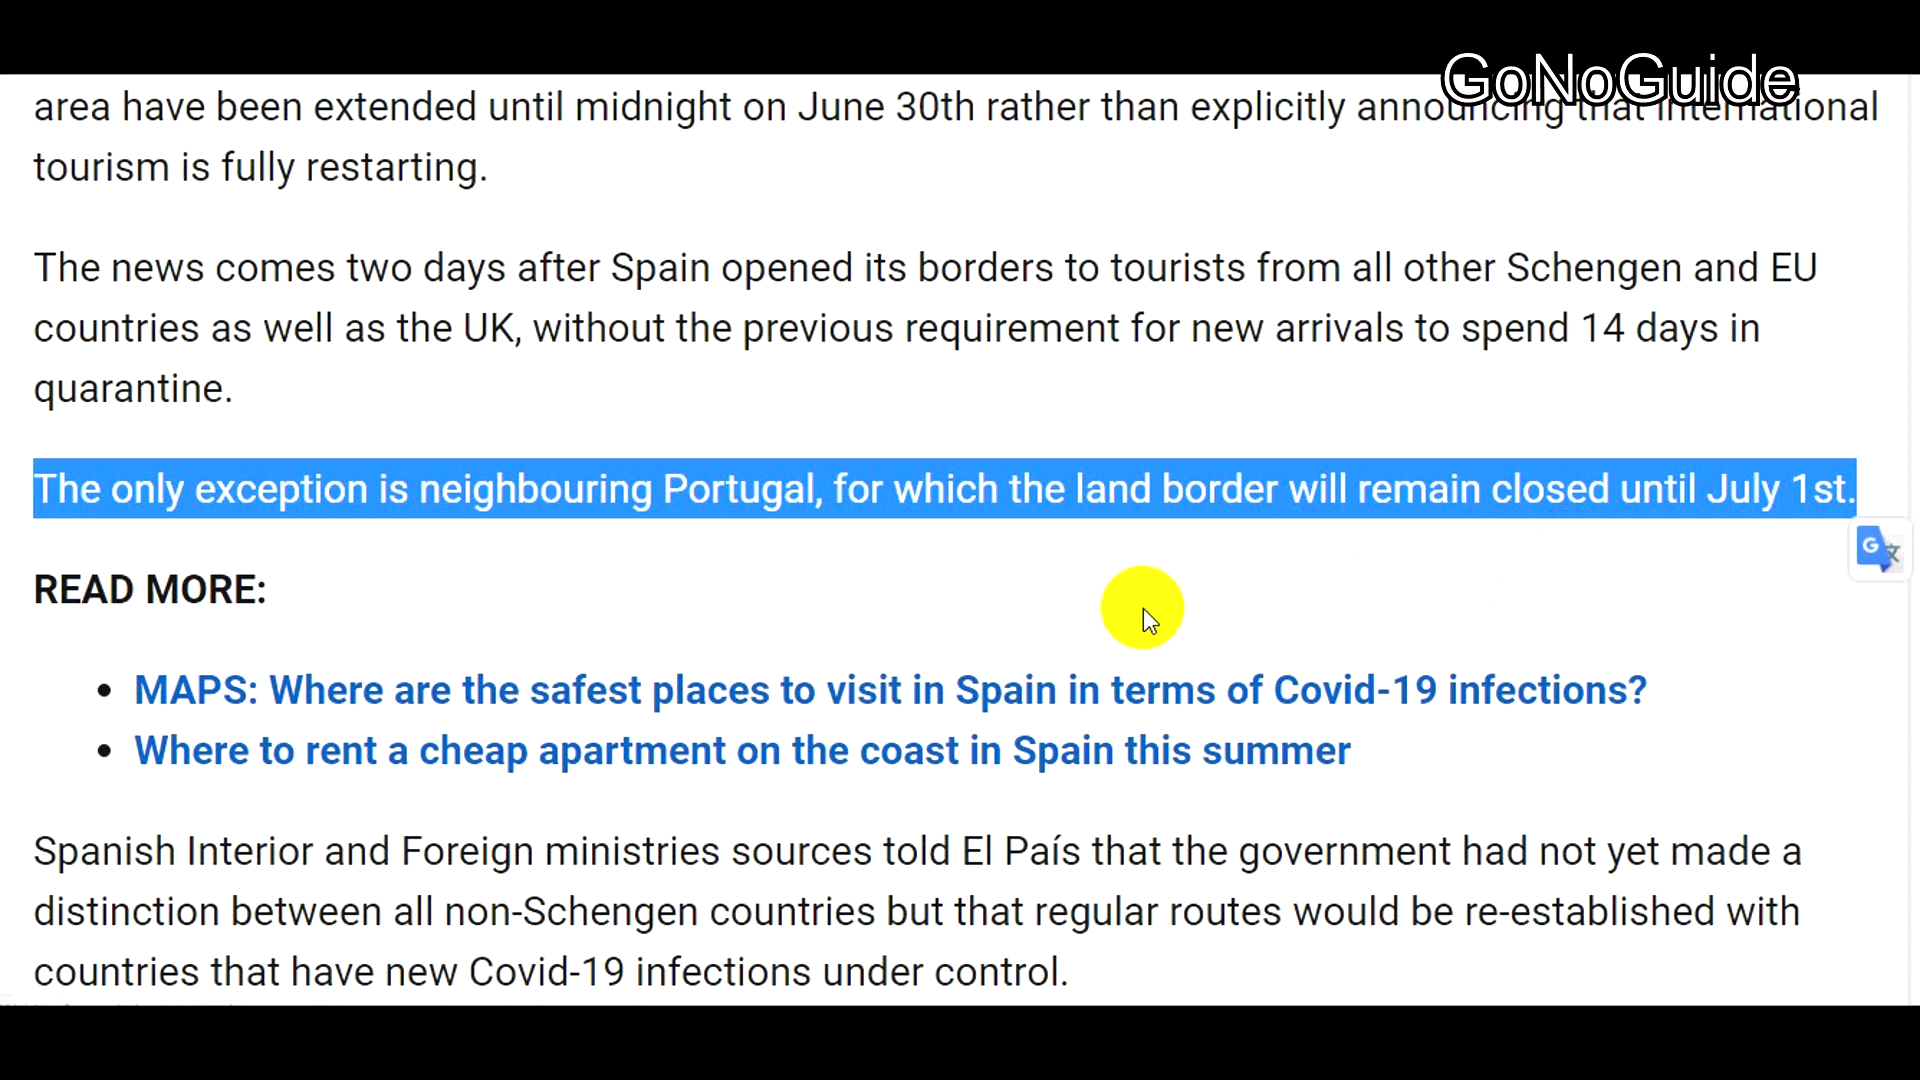 GoNoGuide
area have been extended until midnight on June 30th rather than explicitly announcing that international
tourism is fully restarting.
The news comes two days after Spain opened its borders to tourists from all other Schengen and EU
countries as well as the UK, without the previous requirement for new arrivals to spend 14 days in
quarantine.
The only exception is neighbouring Portugal, for which the land border will remain closed until July 1st.
READ MORE:
• MAPS: Where are the safest places to visit in Spain in terms of Covid-19 infections?
• Where to rent a cheap apartment on the coast in Spain this summer
Spanish Interior and Foreign ministries sources told El País that the government had not yet made a
distinction between all non-Schengen countries but that regular routes would be re-established with
countries that have new Covid-19 infections under control.